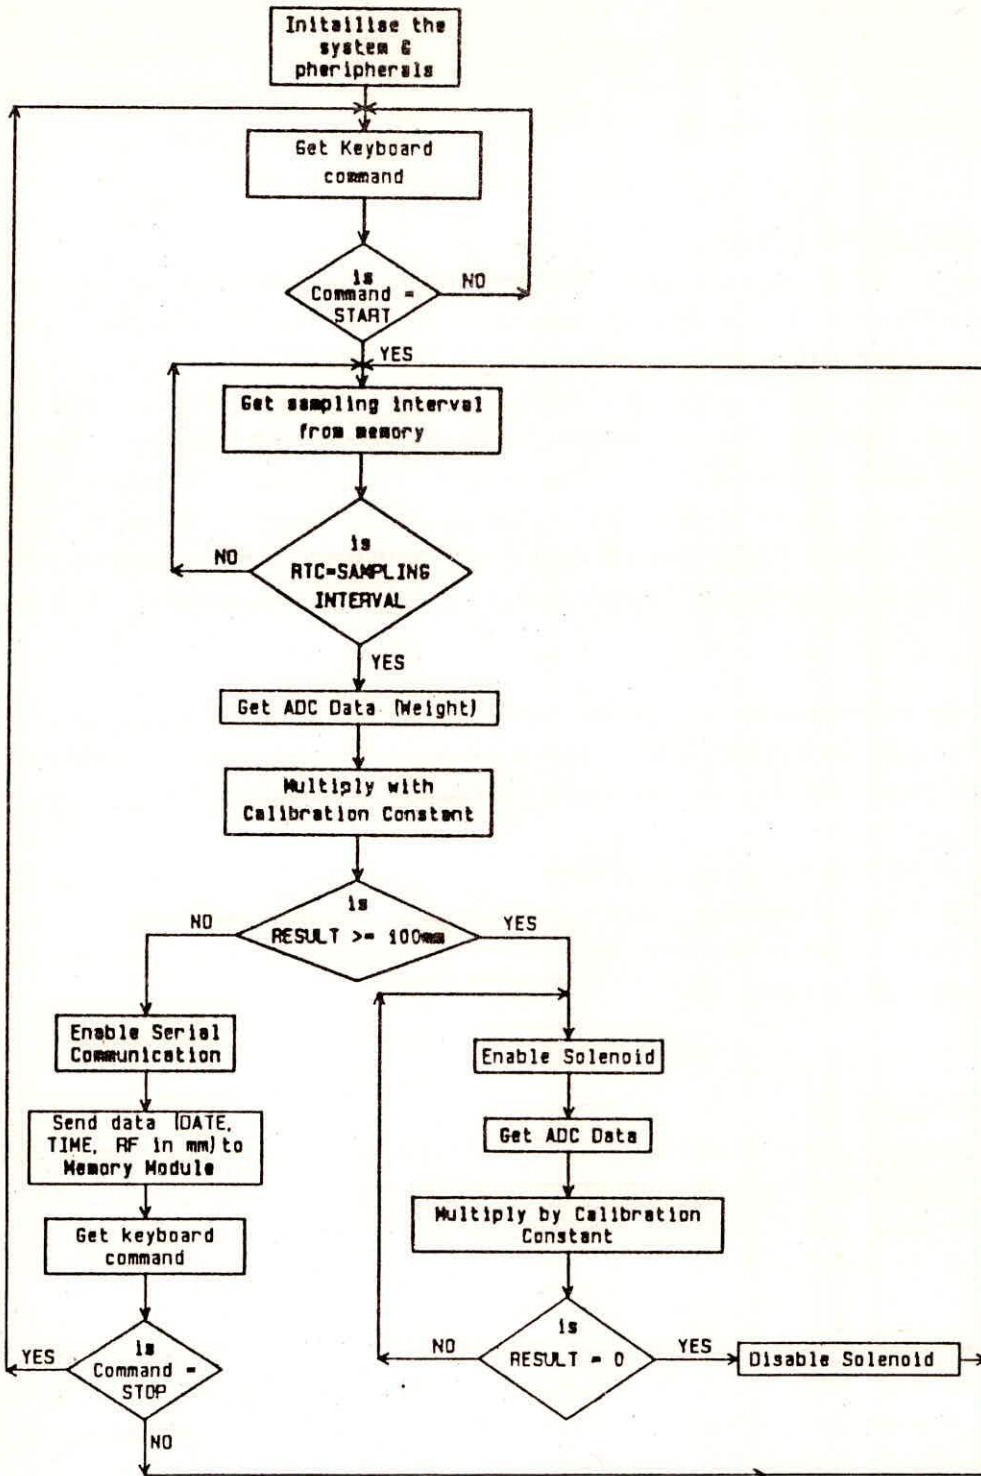 Initailise the
system &
pheripherals
Get Keyboard
command
is
Command =
START
NO
YES
Get sampling interval
from memory
is
RTC=SAMPLING
INTERVAL
NO
YES
Get ADC Data (Weight)
Multiply with
Calibration Constant
is
RESULT >= 100mm
NO
YES
Enable Serial
Communication
Send data (DATE,
TIME, RF in mm) to
Memory Module
Get keyboard
command
is
Command =
STOP
YES
NO
Enable Solenoid
Get ADC Data
Multiply by Calibration
Constant
is
RESULT = 0
NO
YES
Disable Solenoid